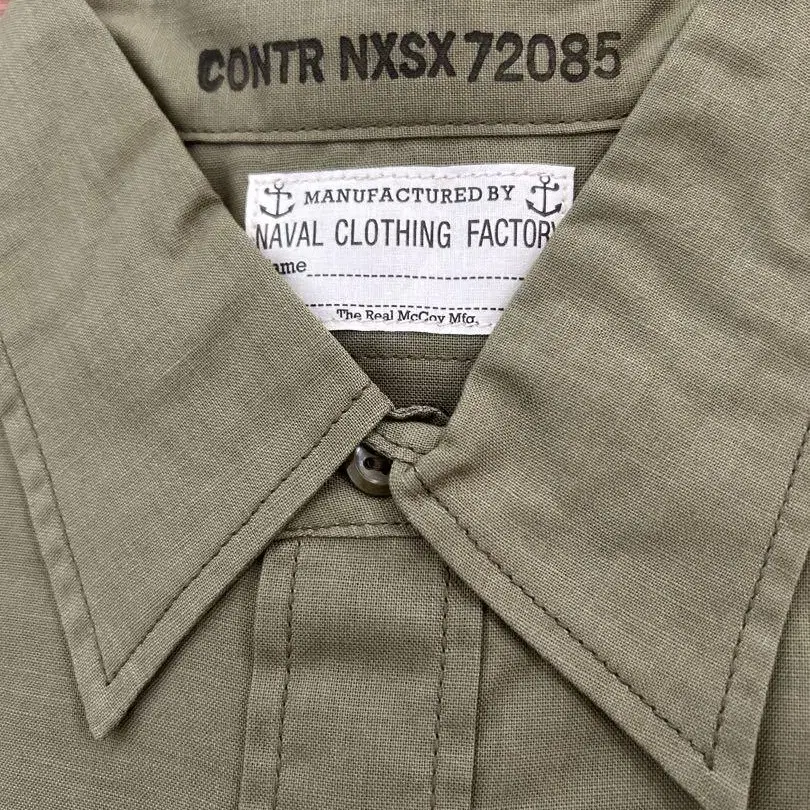 CONTR NXSX 72085
MANUFACTURED BY
NAVAL CLOTHING FACTORY
ame
The Real McCoy Mfg.